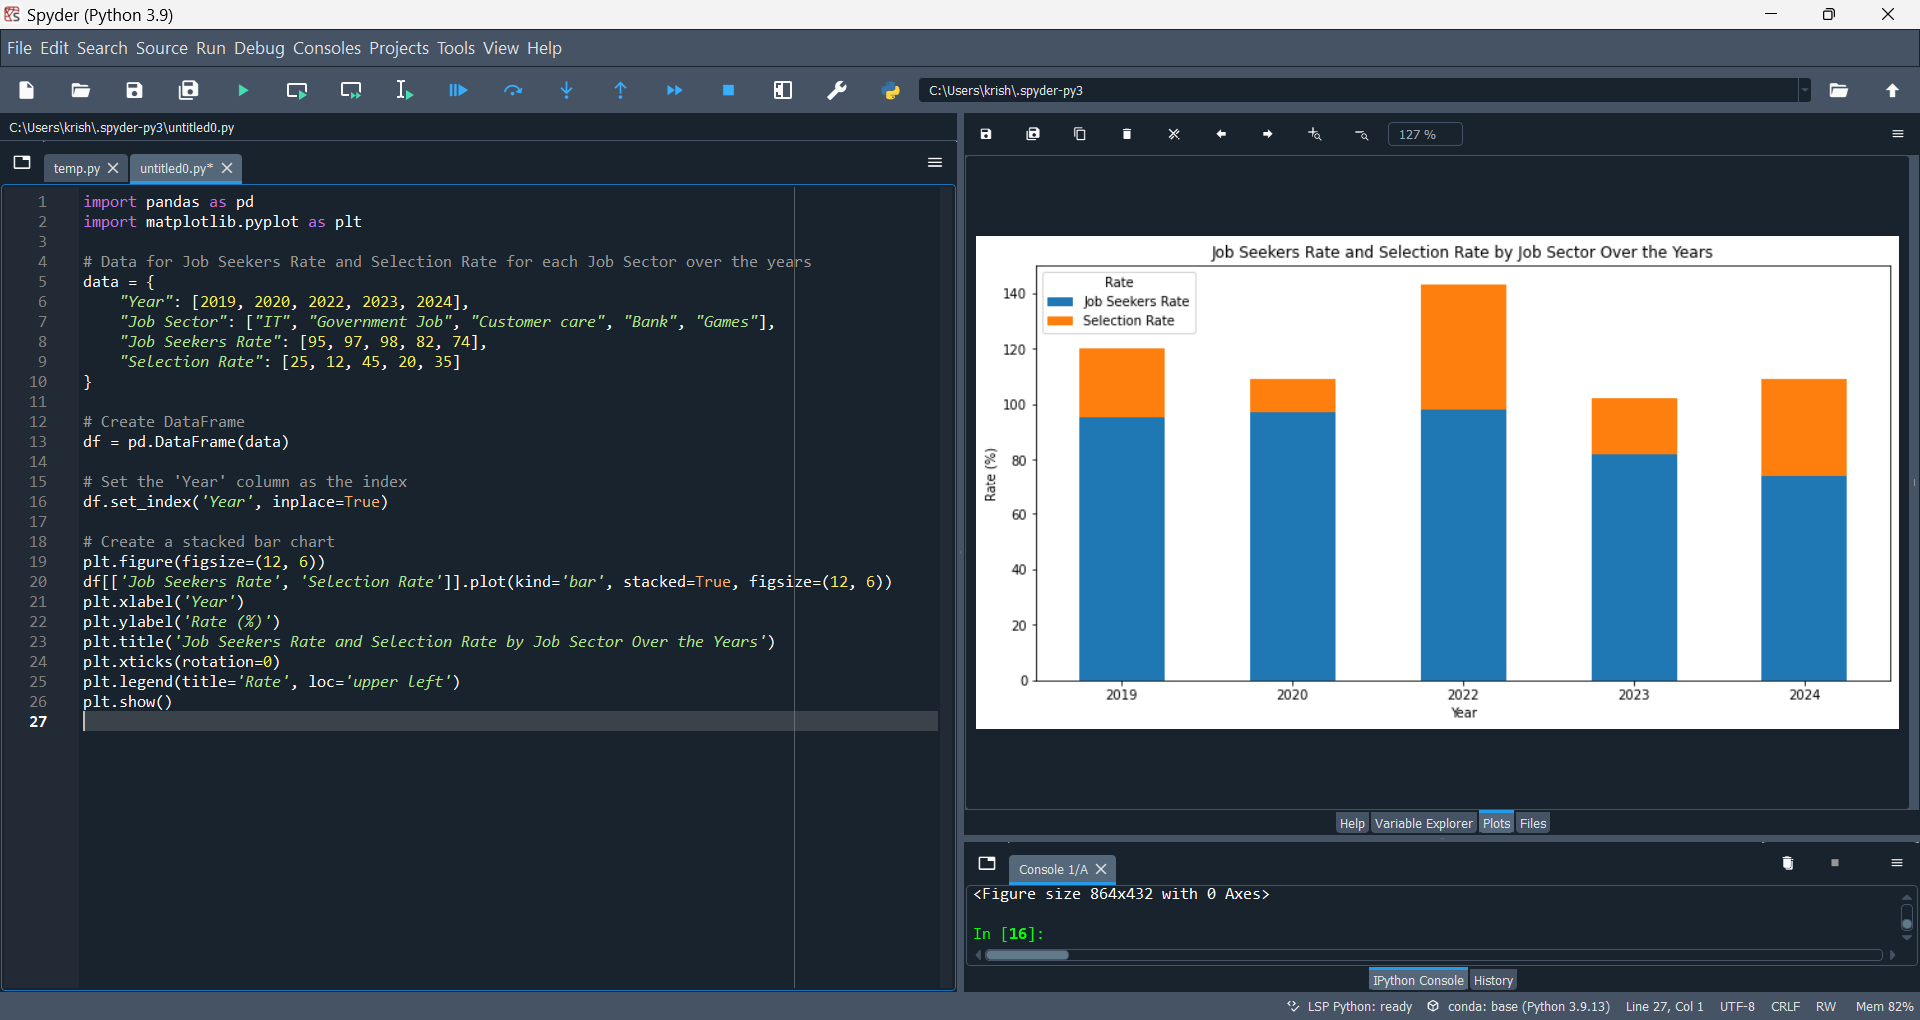 Spyder (Python 3.9)
File Edit Search Source Run Debug Consoles Projects Tools View Help
C:\Users\krish\.spyder-py3
C:\Users\krish\.spyder-py3\untitled0.py
temp.py
untitled0.py*
1 import pandas as pd
2 import matplotlib.pyplot as plt
3
4 # Data for Job Seekers Rate and Selection Rate for each Job Sector over the years
5 data = {
6     "Year": [2019, 2020, 2022, 2023, 2024],
7     "Job Sector": ["IT", "Government Job", "Customer care", "Bank", "Games"],
8     "Job Seekers Rate": [95, 97, 98, 82, 74],
9     "Selection Rate": [25, 12, 45, 20, 35]
10 }
11
12 # Create DataFrame
13 df = pd.DataFrame(data)
14
15 # Set the 'Year' column as the index
16 df.set_index('Year', inplace=True)
17
18 # Create a stacked bar chart
19 plt.figure(figsize=(12, 6))
20 df[['Job Seekers Rate', 'Selection Rate']].plot(kind='bar', stacked=True, figsize=(12, 6))
21 plt.xlabel('Year')
22 plt.ylabel('Rate (%)')
23 plt.title('Job Seekers Rate and Selection Rate by Job Sector Over the Years')
24 plt.xticks(rotation=0)
25 plt.legend(title='Rate', loc='upper left')
26 plt.show()
27
127 %
Job Seekers Rate and Selection Rate by Job Sector Over the Years
Rate
Job Seekers Rate
Selection Rate
Rate (%)
140
120
100
80
60
40
20
0
2019 2020 2022 2023 2024
Year
Help Variable Explorer Plots Files
Console 1/A
<Figure size 864x432 with 0 Axes>
In [16]:
IPython Console History
LSP Python: ready conda: base (Python 3.9.13) Line 27, Col 1 UTF-8 CRLF RW Mem 82%